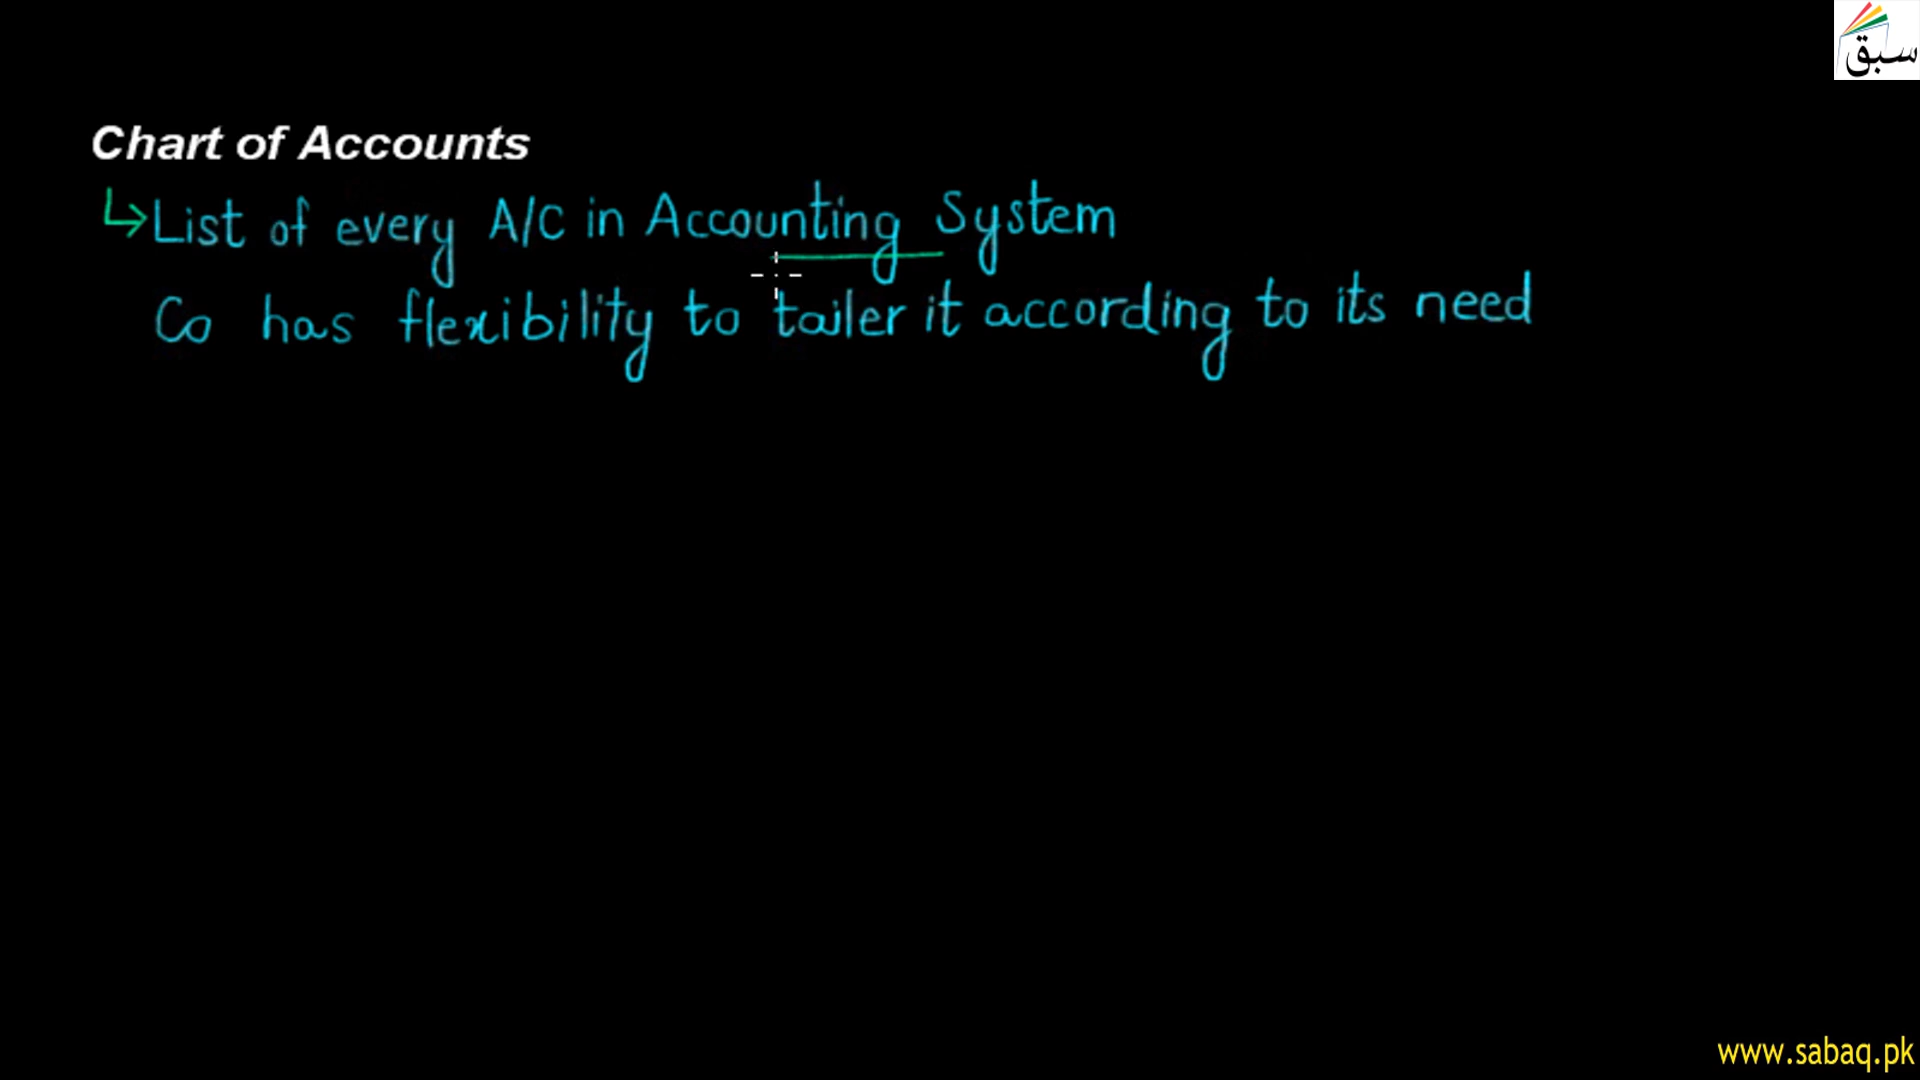 سبق
Chart of Accounts
List of every A/C in Accounting System
Co has flexibility to tailer it according to its need
www.sabaq.pk